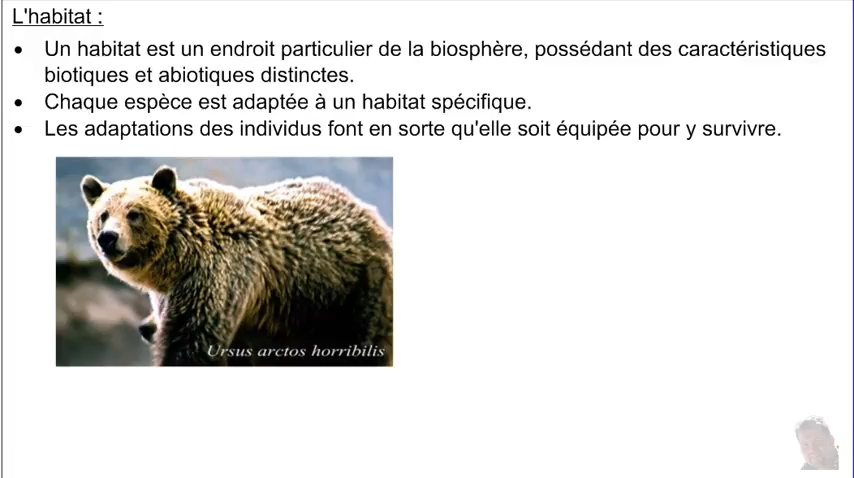 L'habitat :
• Un habitat est un endroit particulier de la biosphère, possédant des caractéristiques
biotiques et abiotiques distinctes.
• Chaque espèce est adaptée à un habitat spécifique.
• Les adaptations des individus font en sorte qu'elle soit équipée pour y survivre.
Ursus arctos horribilis